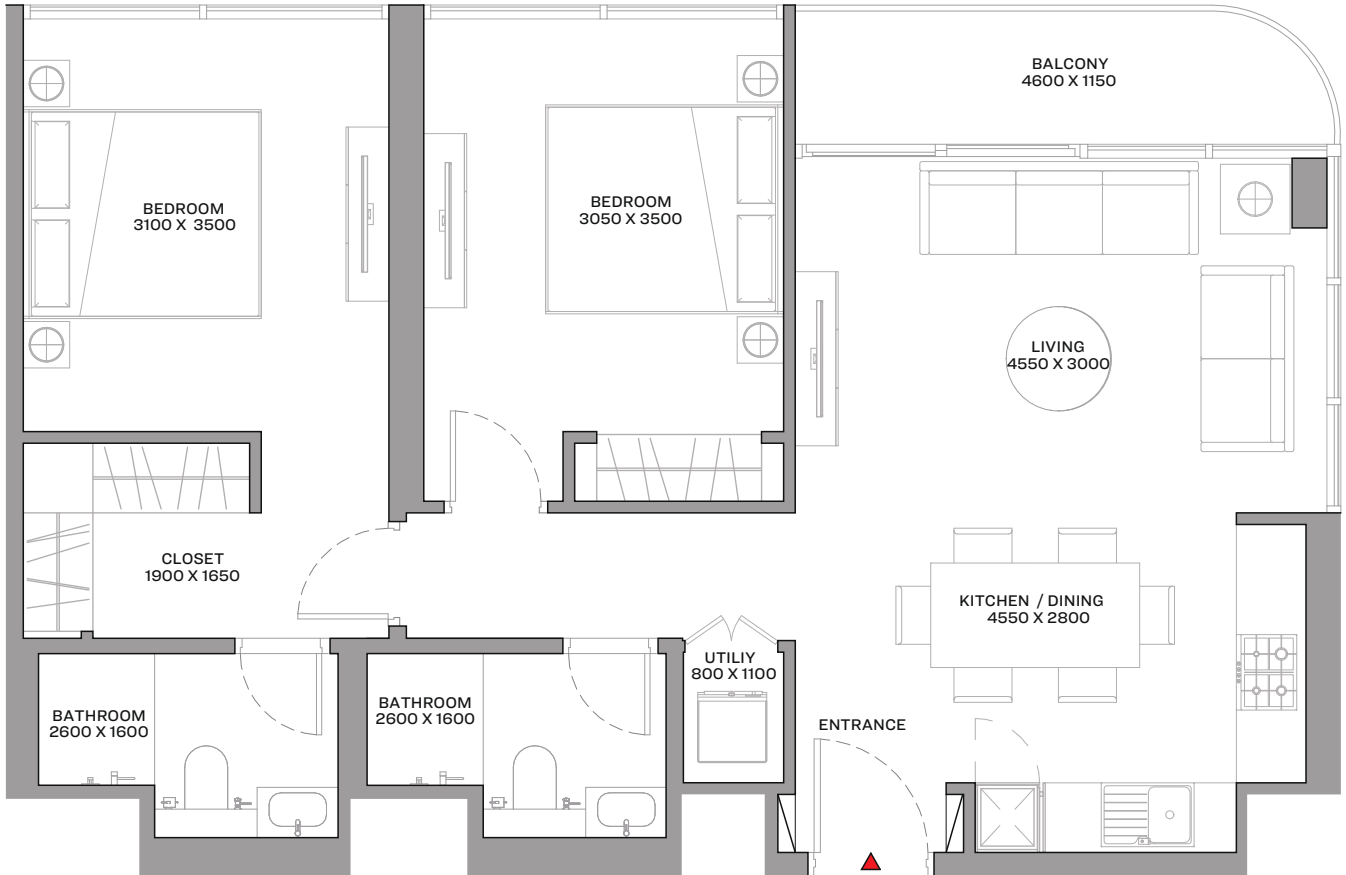 BALCONY
4600 X 1150
BEDROOM
3100 X 3500
BEDROOM
3050 X 3500
LIVING
4550 X 3000
CLOSET
1900 X 1650
KITCHEN / DINING
4550 X 2800
UTILIY
800 X 1100
BATHROOM
2600 X 1600
BATHROOM
2600 X 1600
ENTRANCE